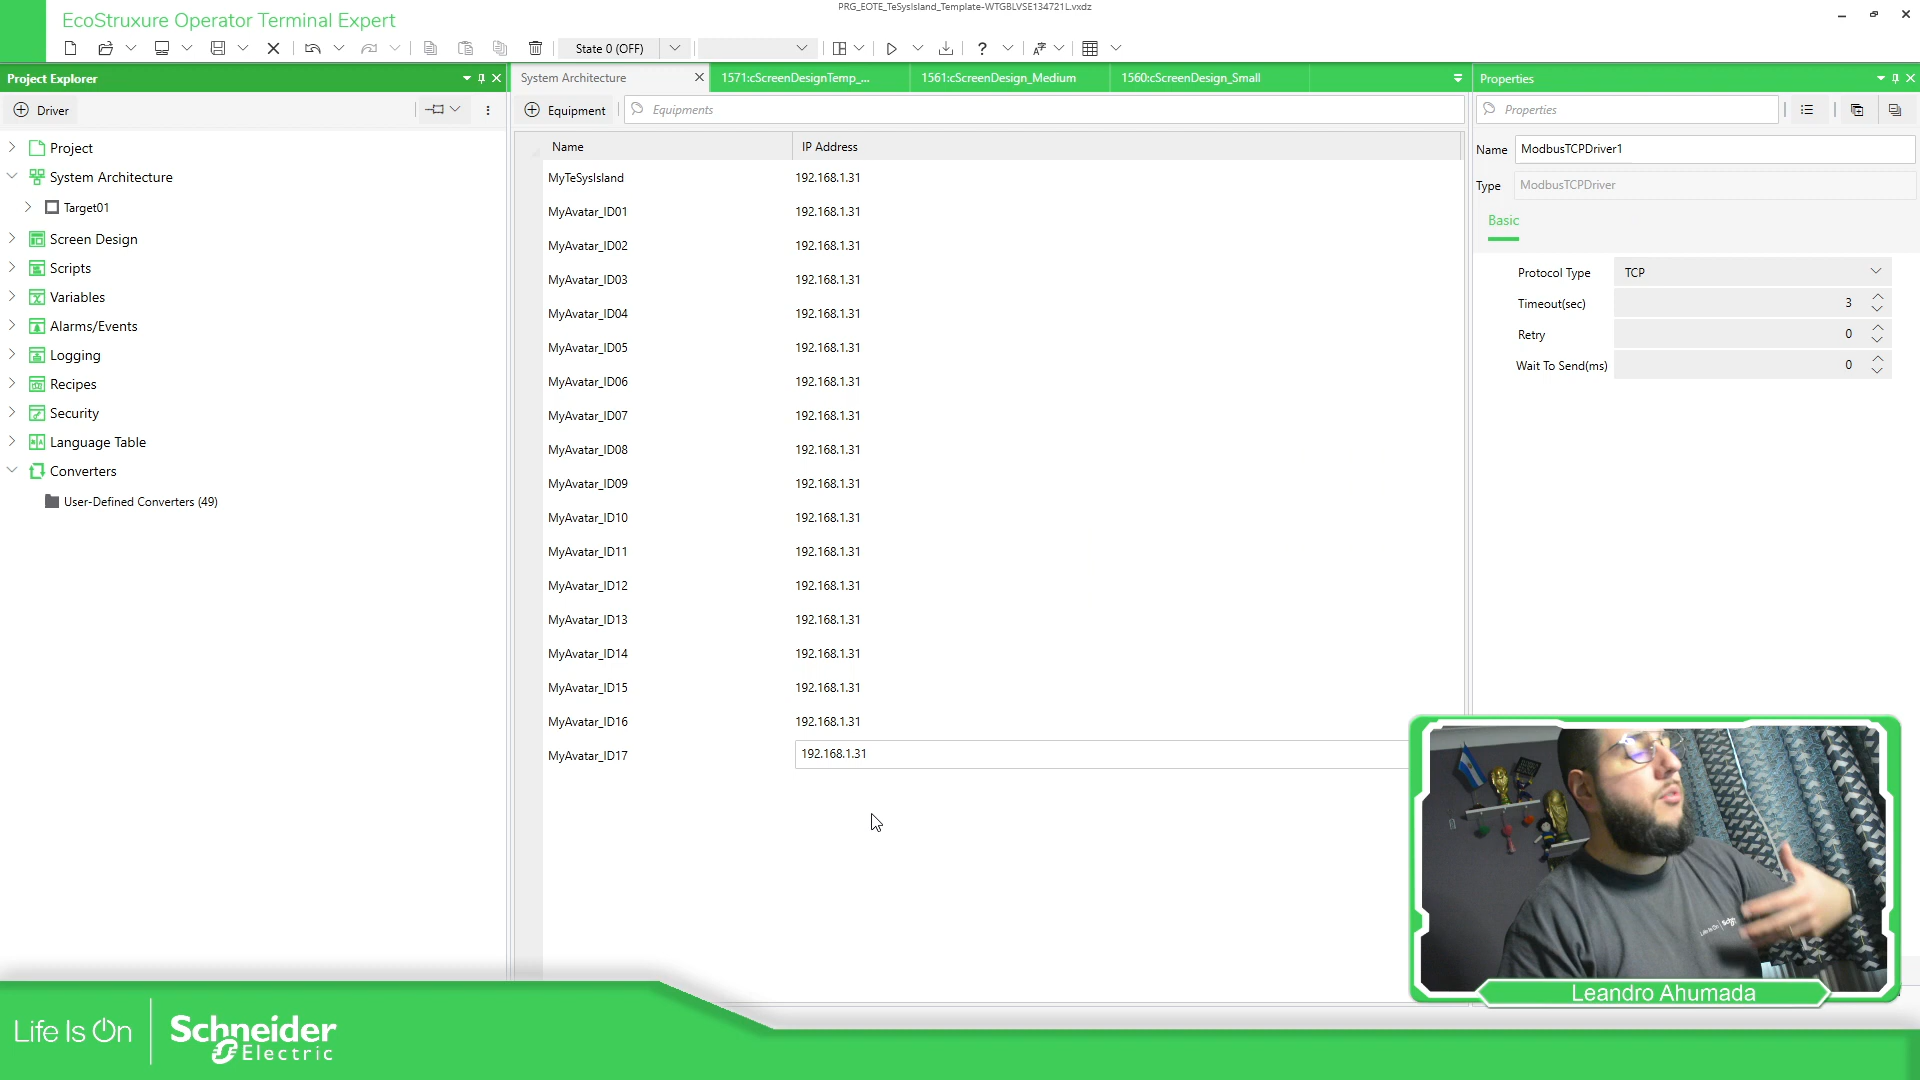 PRG_EOTE_TeSysIsland_Template-WTGBLVSE134721L.vxdz
EcoStruxure Operator Terminal Expert
State 0 (OFF)
Project Explorer
Driver
Project
System Architecture
Target01
Screen Design
Scripts
Variables
Alarms/Events
Logging
Recipes
Security
Language Table
Converters
User-Defined Converters (49)
System Architecture
1571:cScreenDesignTemp_...
1561:cScreenDesign_Medium
1560:cScreenDesign_Small
Equipment
Equipments
Name IP Address
MyTeSysIsland 192.168.1.31
MyAvatar_ID01 192.168.1.31
MyAvatar_ID02 192.168.1.31
MyAvatar_ID03 192.168.1.31
MyAvatar_ID04 192.168.1.31
MyAvatar_ID05 192.168.1.31
MyAvatar_ID06 192.168.1.31
MyAvatar_ID07 192.168.1.31
MyAvatar_ID08 192.168.1.31
MyAvatar_ID09 192.168.1.31
MyAvatar_ID10 192.168.1.31
MyAvatar_ID11 192.168.1.31
MyAvatar_ID12 192.168.1.31
MyAvatar_ID13 192.168.1.31
MyAvatar_ID14 192.168.1.31
MyAvatar_ID15 192.168.1.31
MyAvatar_ID16 192.168.1.31
MyAvatar_ID17 192.168.1.31
Properties
Properties
Name ModbusTCPDriver1
Type ModbusTCPDriver
Basic
Protocol Type TCP
Timeout(sec) 3
Retry 0
Wait To Send(ms) 0
Leandro Ahumada
Life Is On
Schneider
Electric